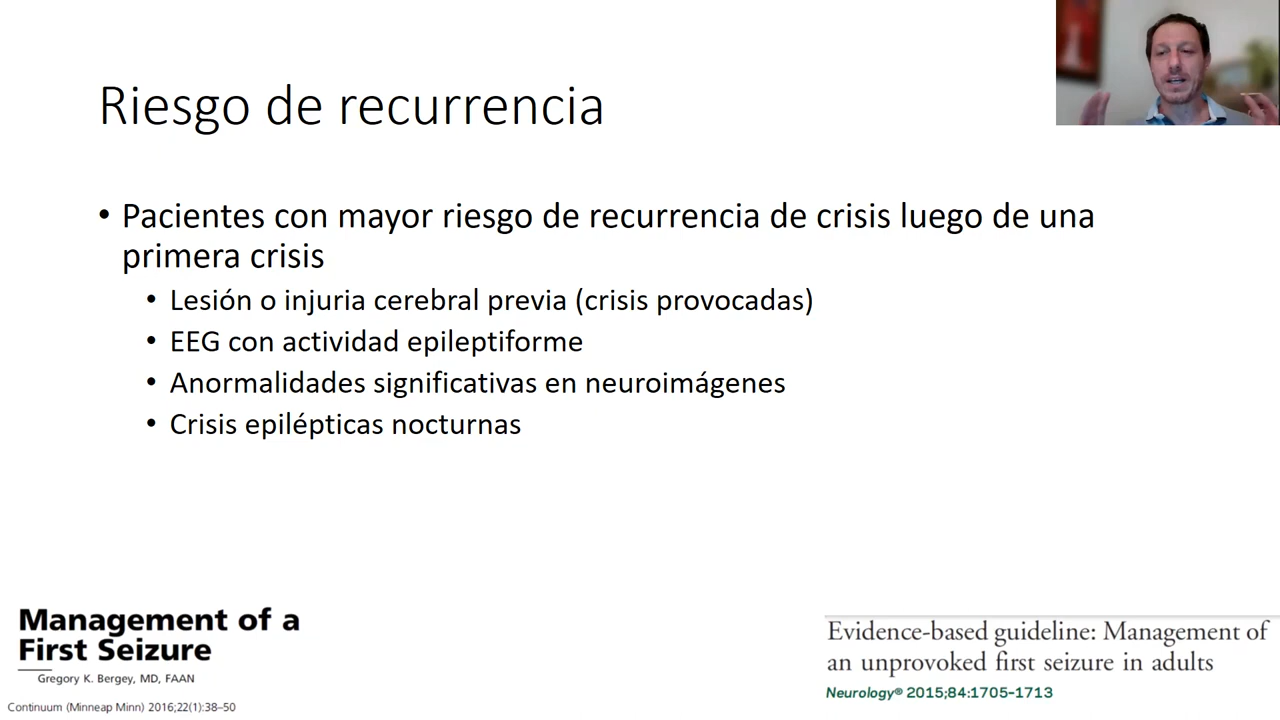 Riesgo de recurrencia
• Pacientes con mayor riesgo de recurrencia de crisis luego de una
primera crisis
• Lesión o injuria cerebral previa (crisis provocadas)
• EEG con actividad epileptiforme
• Anormalidades significativas en neuroimágenes
• Crisis epilépticas nocturnas
Management of a
First Seizure
Gregory K. Bergey, MD, FAAN
Continuum (Minneap Minn) 2016;22(1):38–50
Evidence-based guideline: Management of
an unprovoked first seizure in adults
Neurology® 2015;84:1705–1713